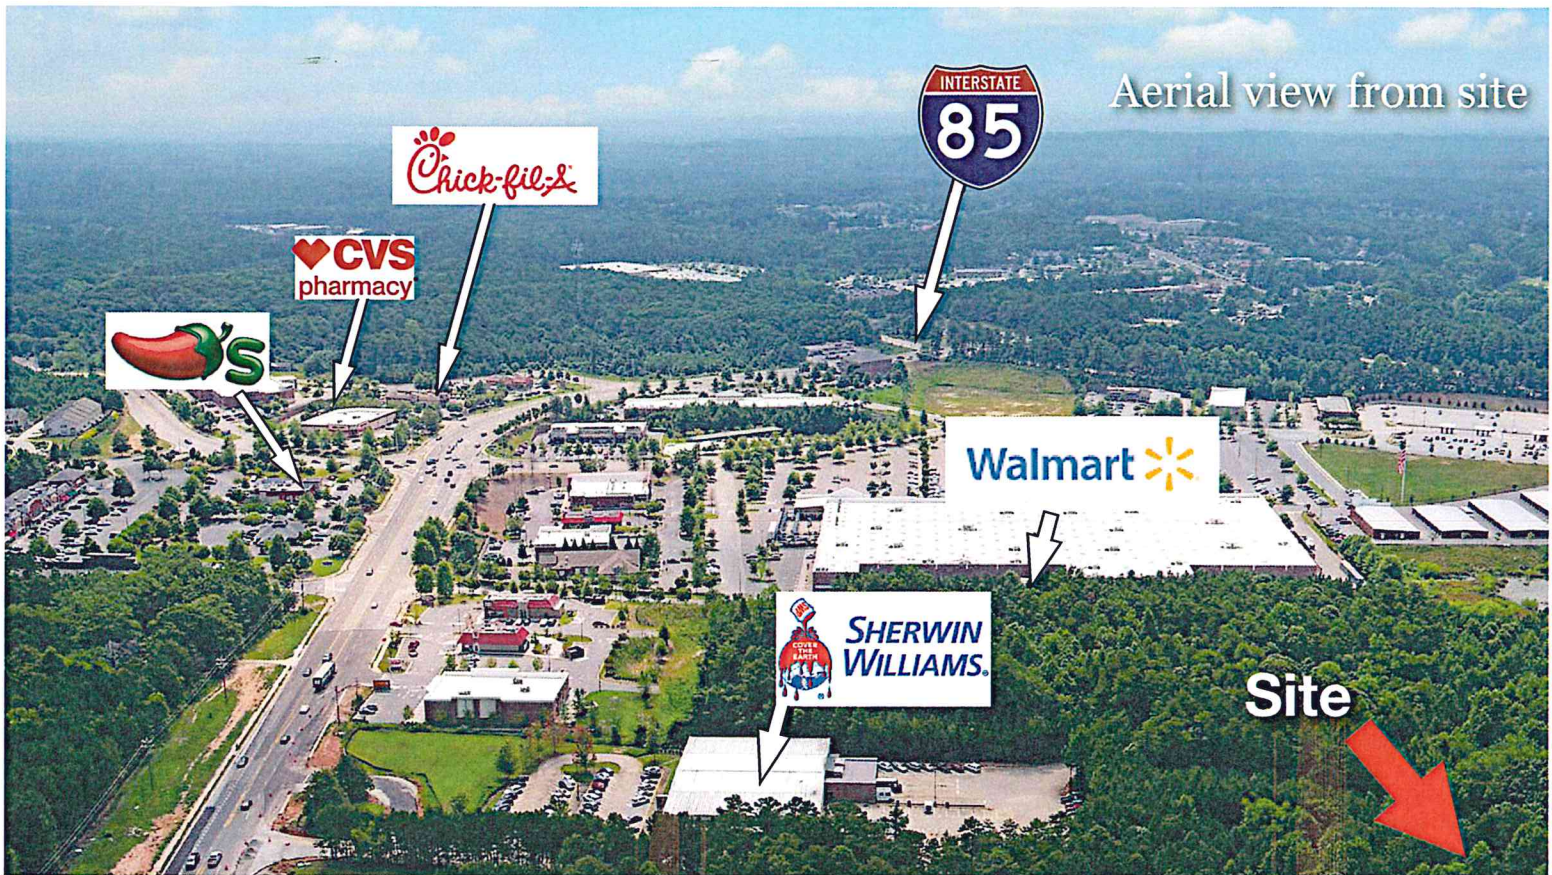 Aerial view from site
INTERSTATE
85
Chick-fil-A
CVS
pharmacy
's
Walmart
COVER
THE
EARTH
SHERWIN
WILLIAMS®
Site